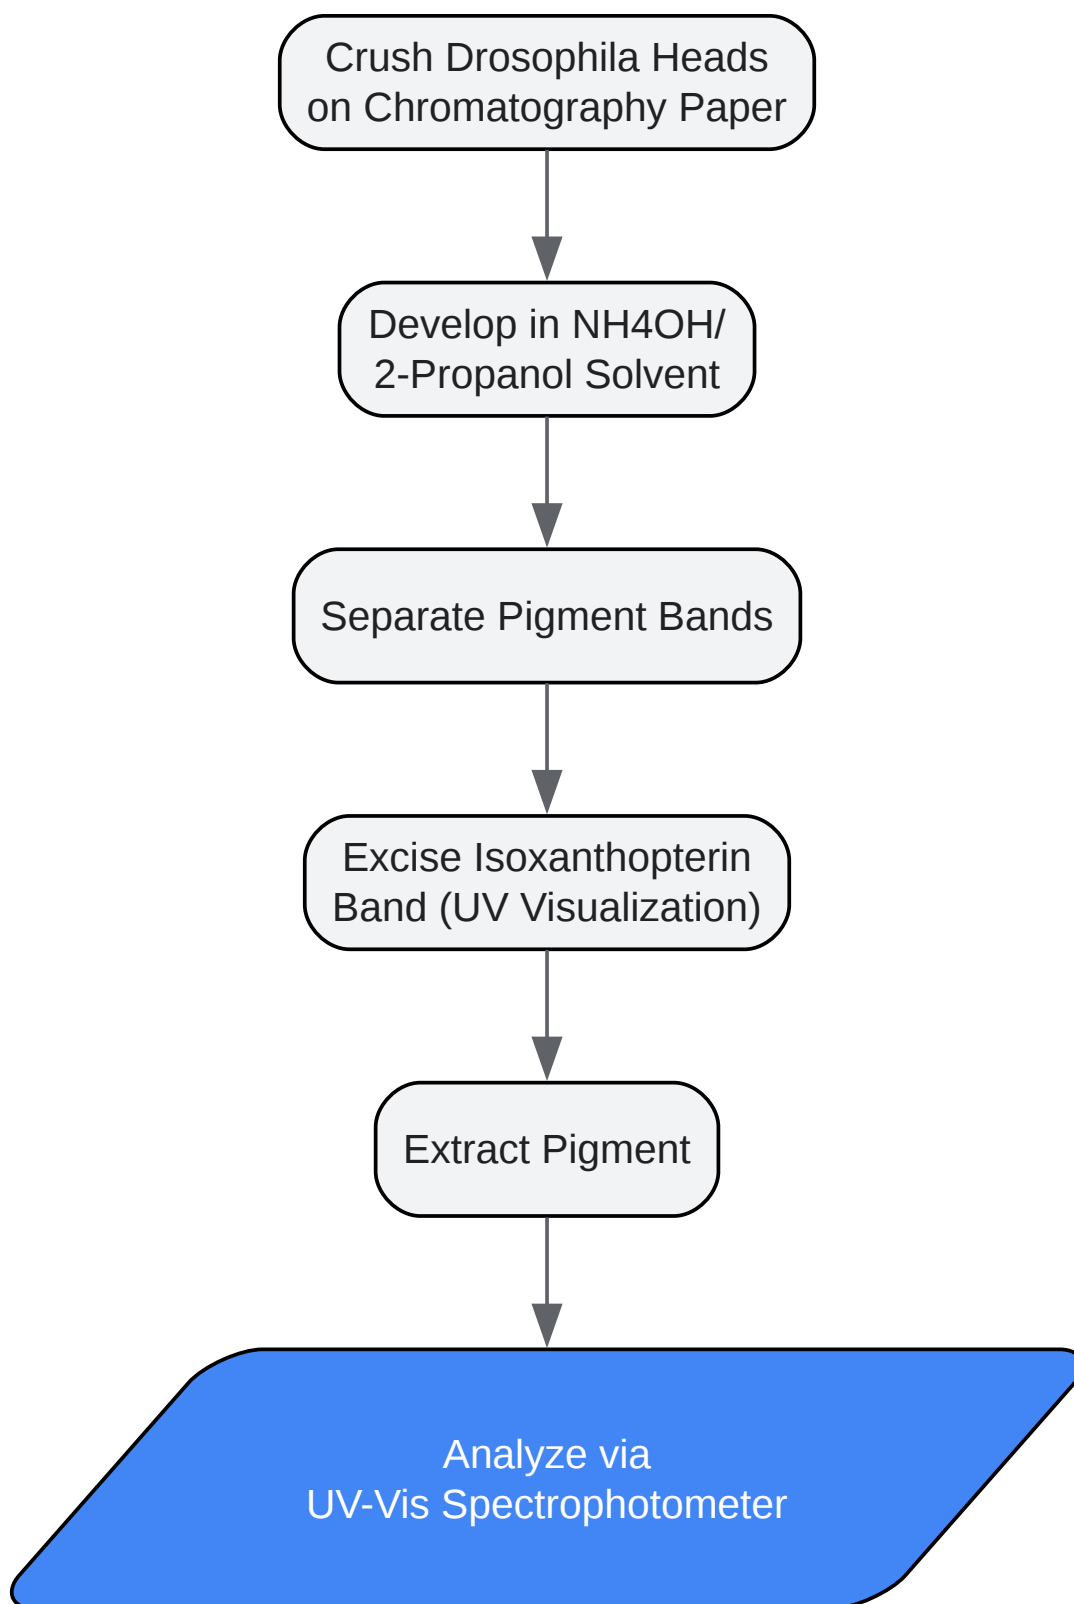 Crush Drosophila Heads
on Chromatography Paper
Develop in NH4OH/
2-Propanol Solvent
Separate Pigment Bands
Excise Isoxanthopterin
Band (UV Visualization)
Extract Pigment
Analyze via
UV-Vis Spectrophotometer